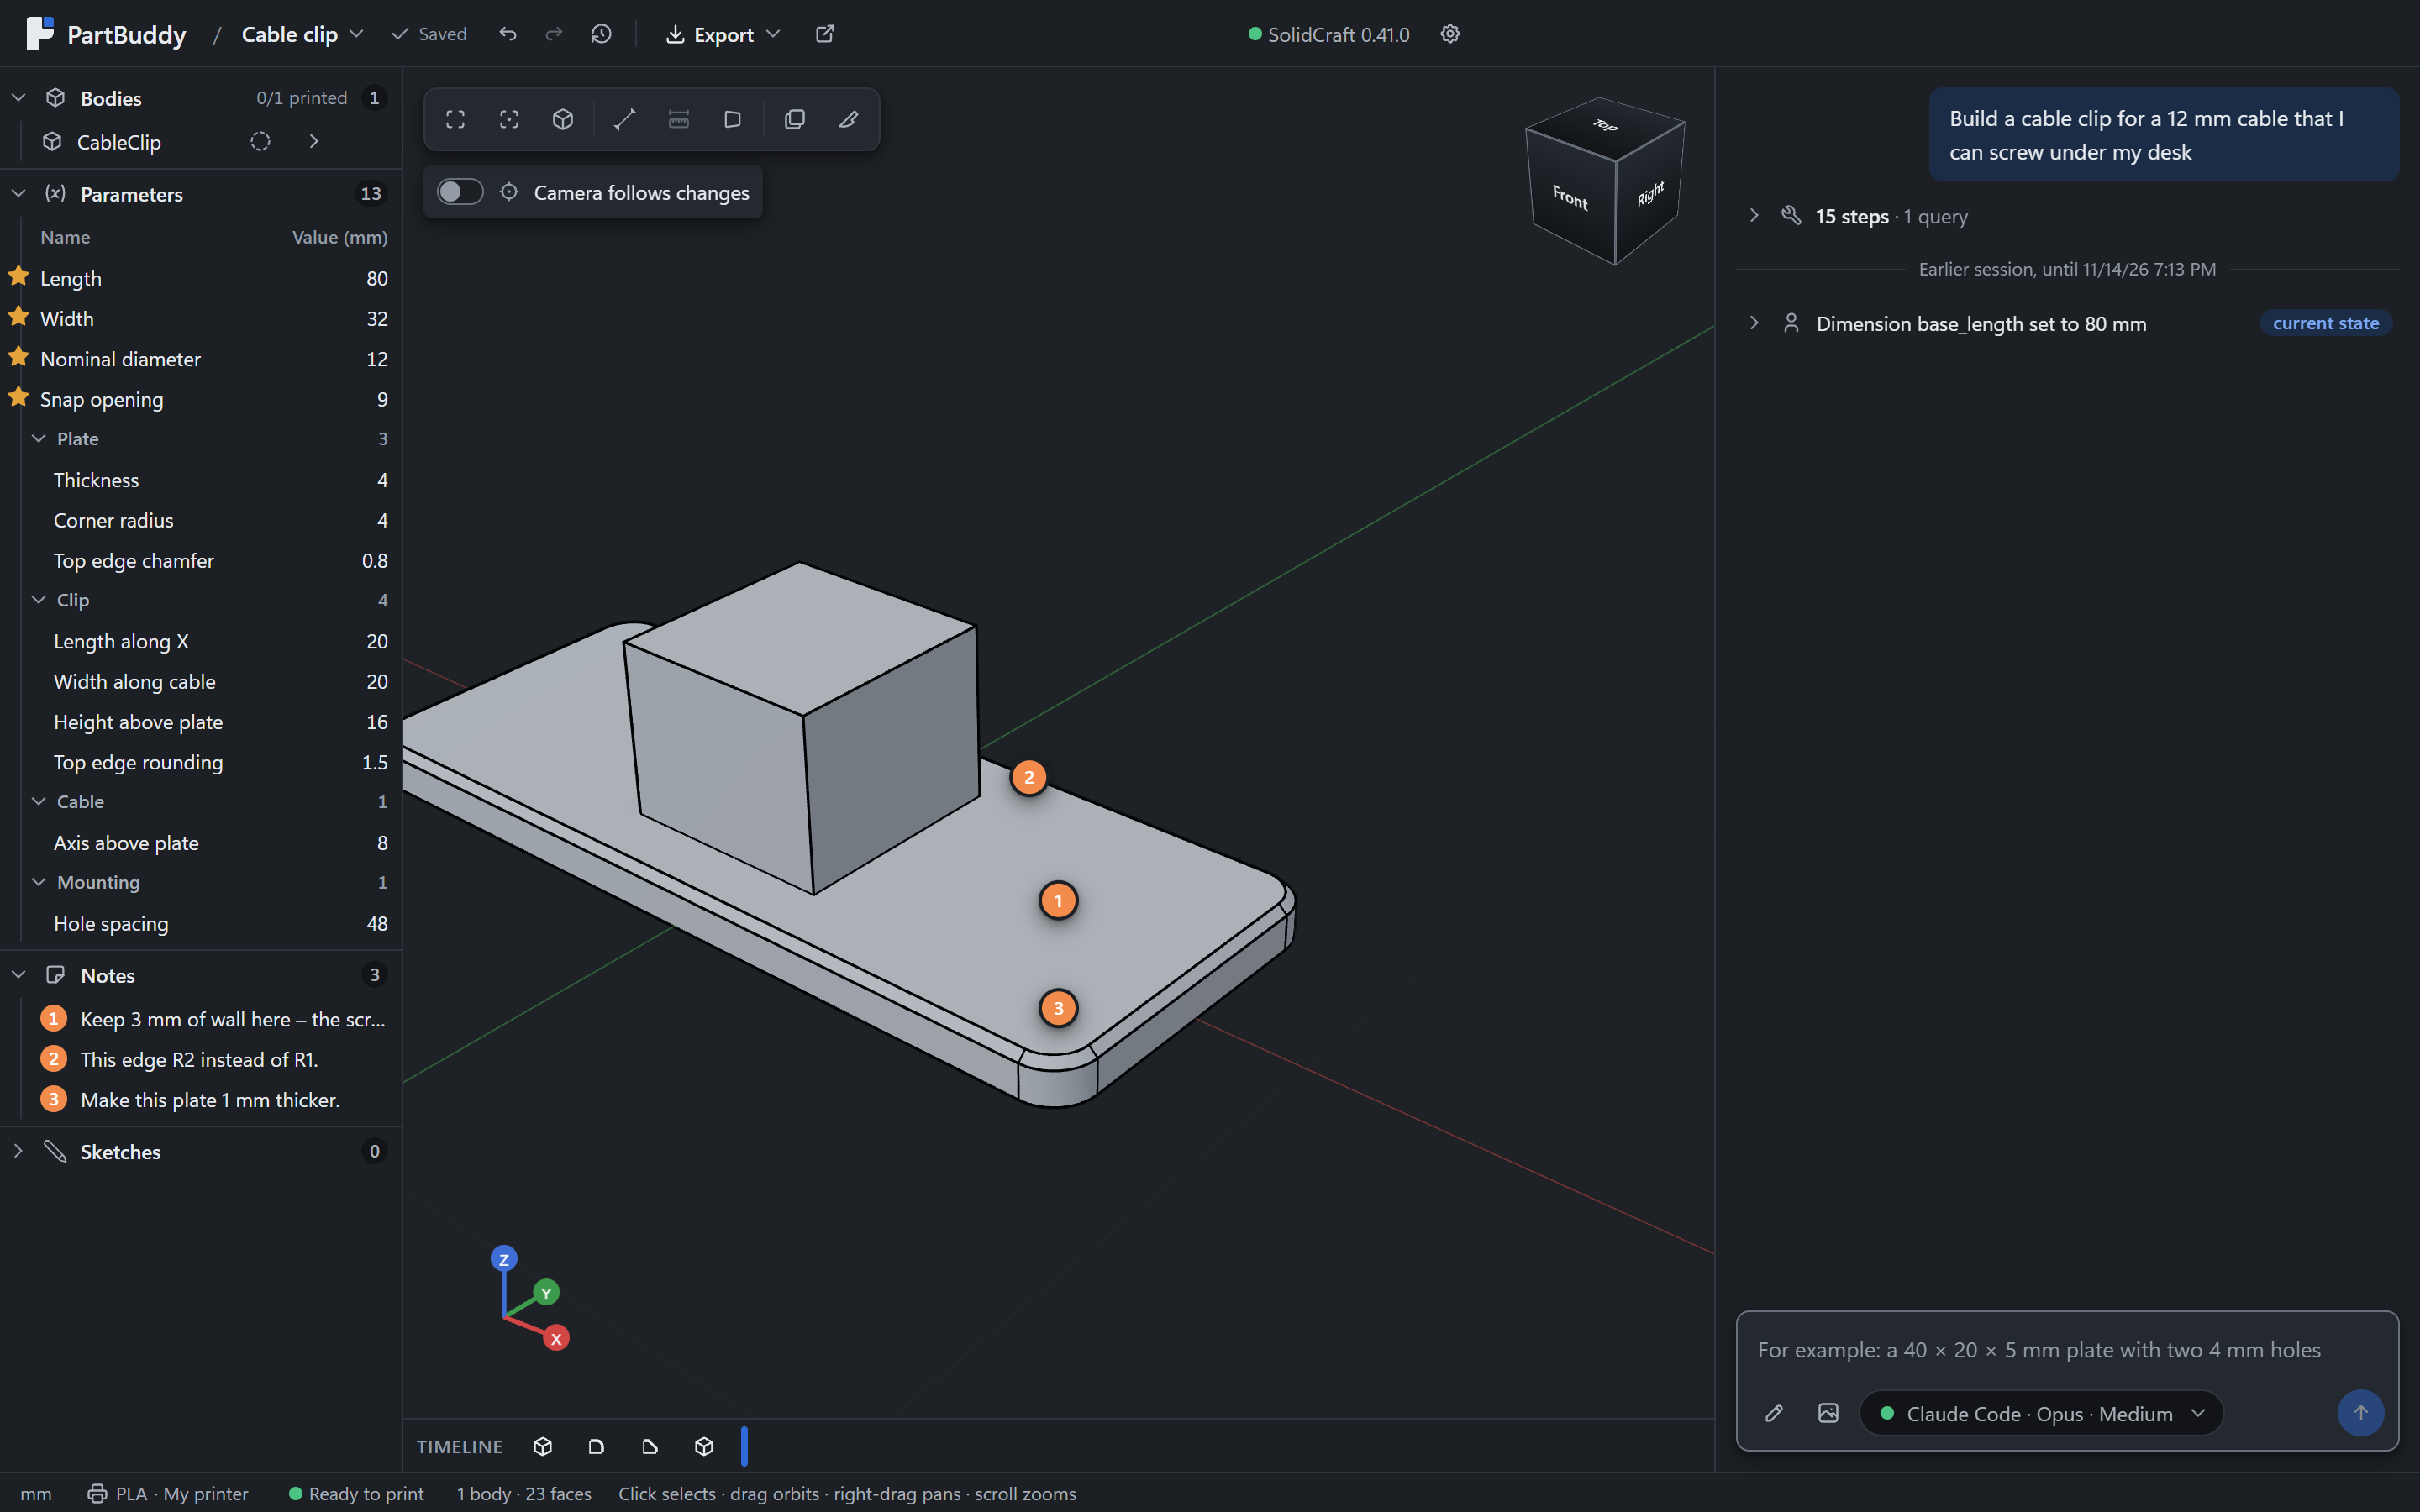 PartBuddy / Cable clip Saved Export SolidCraft 0.41.0
Bodies 0/1 printed 1
CableClip
Parameters 13
Name Value (mm)
Length 80
Width 32
Nominal diameter 12
Snap opening 9
Plate 3
Thickness 4
Corner radius 4
Top edge chamfer 0.8
Clip 4
Length along X 20
Width along cable 20
Height above plate 16
Top edge rounding 1.5
Cable 1
Axis above plate 8
Mounting 1
Hole spacing 48
Notes 3
1 Keep 3 mm of wall here – the scr...
2 This edge R2 instead of R1.
3 Make this plate 1 mm thicker.
Sketches 0
Camera follows changes
Top
Front
Right
2
1
3
Z
Y
X
TIMELINE
Build a cable clip for a 12 mm cable that I
can screw under my desk
15 steps · 1 query
Earlier session, until 11/14/26 7:13 PM
Dimension base_length set to 80 mm current state
For example: a 40 × 20 × 5 mm plate with two 4 mm holes
Claude Code · Opus · Medium
mm PLA · My printer Ready to print 1 body · 23 faces Click selects · drag orbits · right-drag pans · scroll zooms